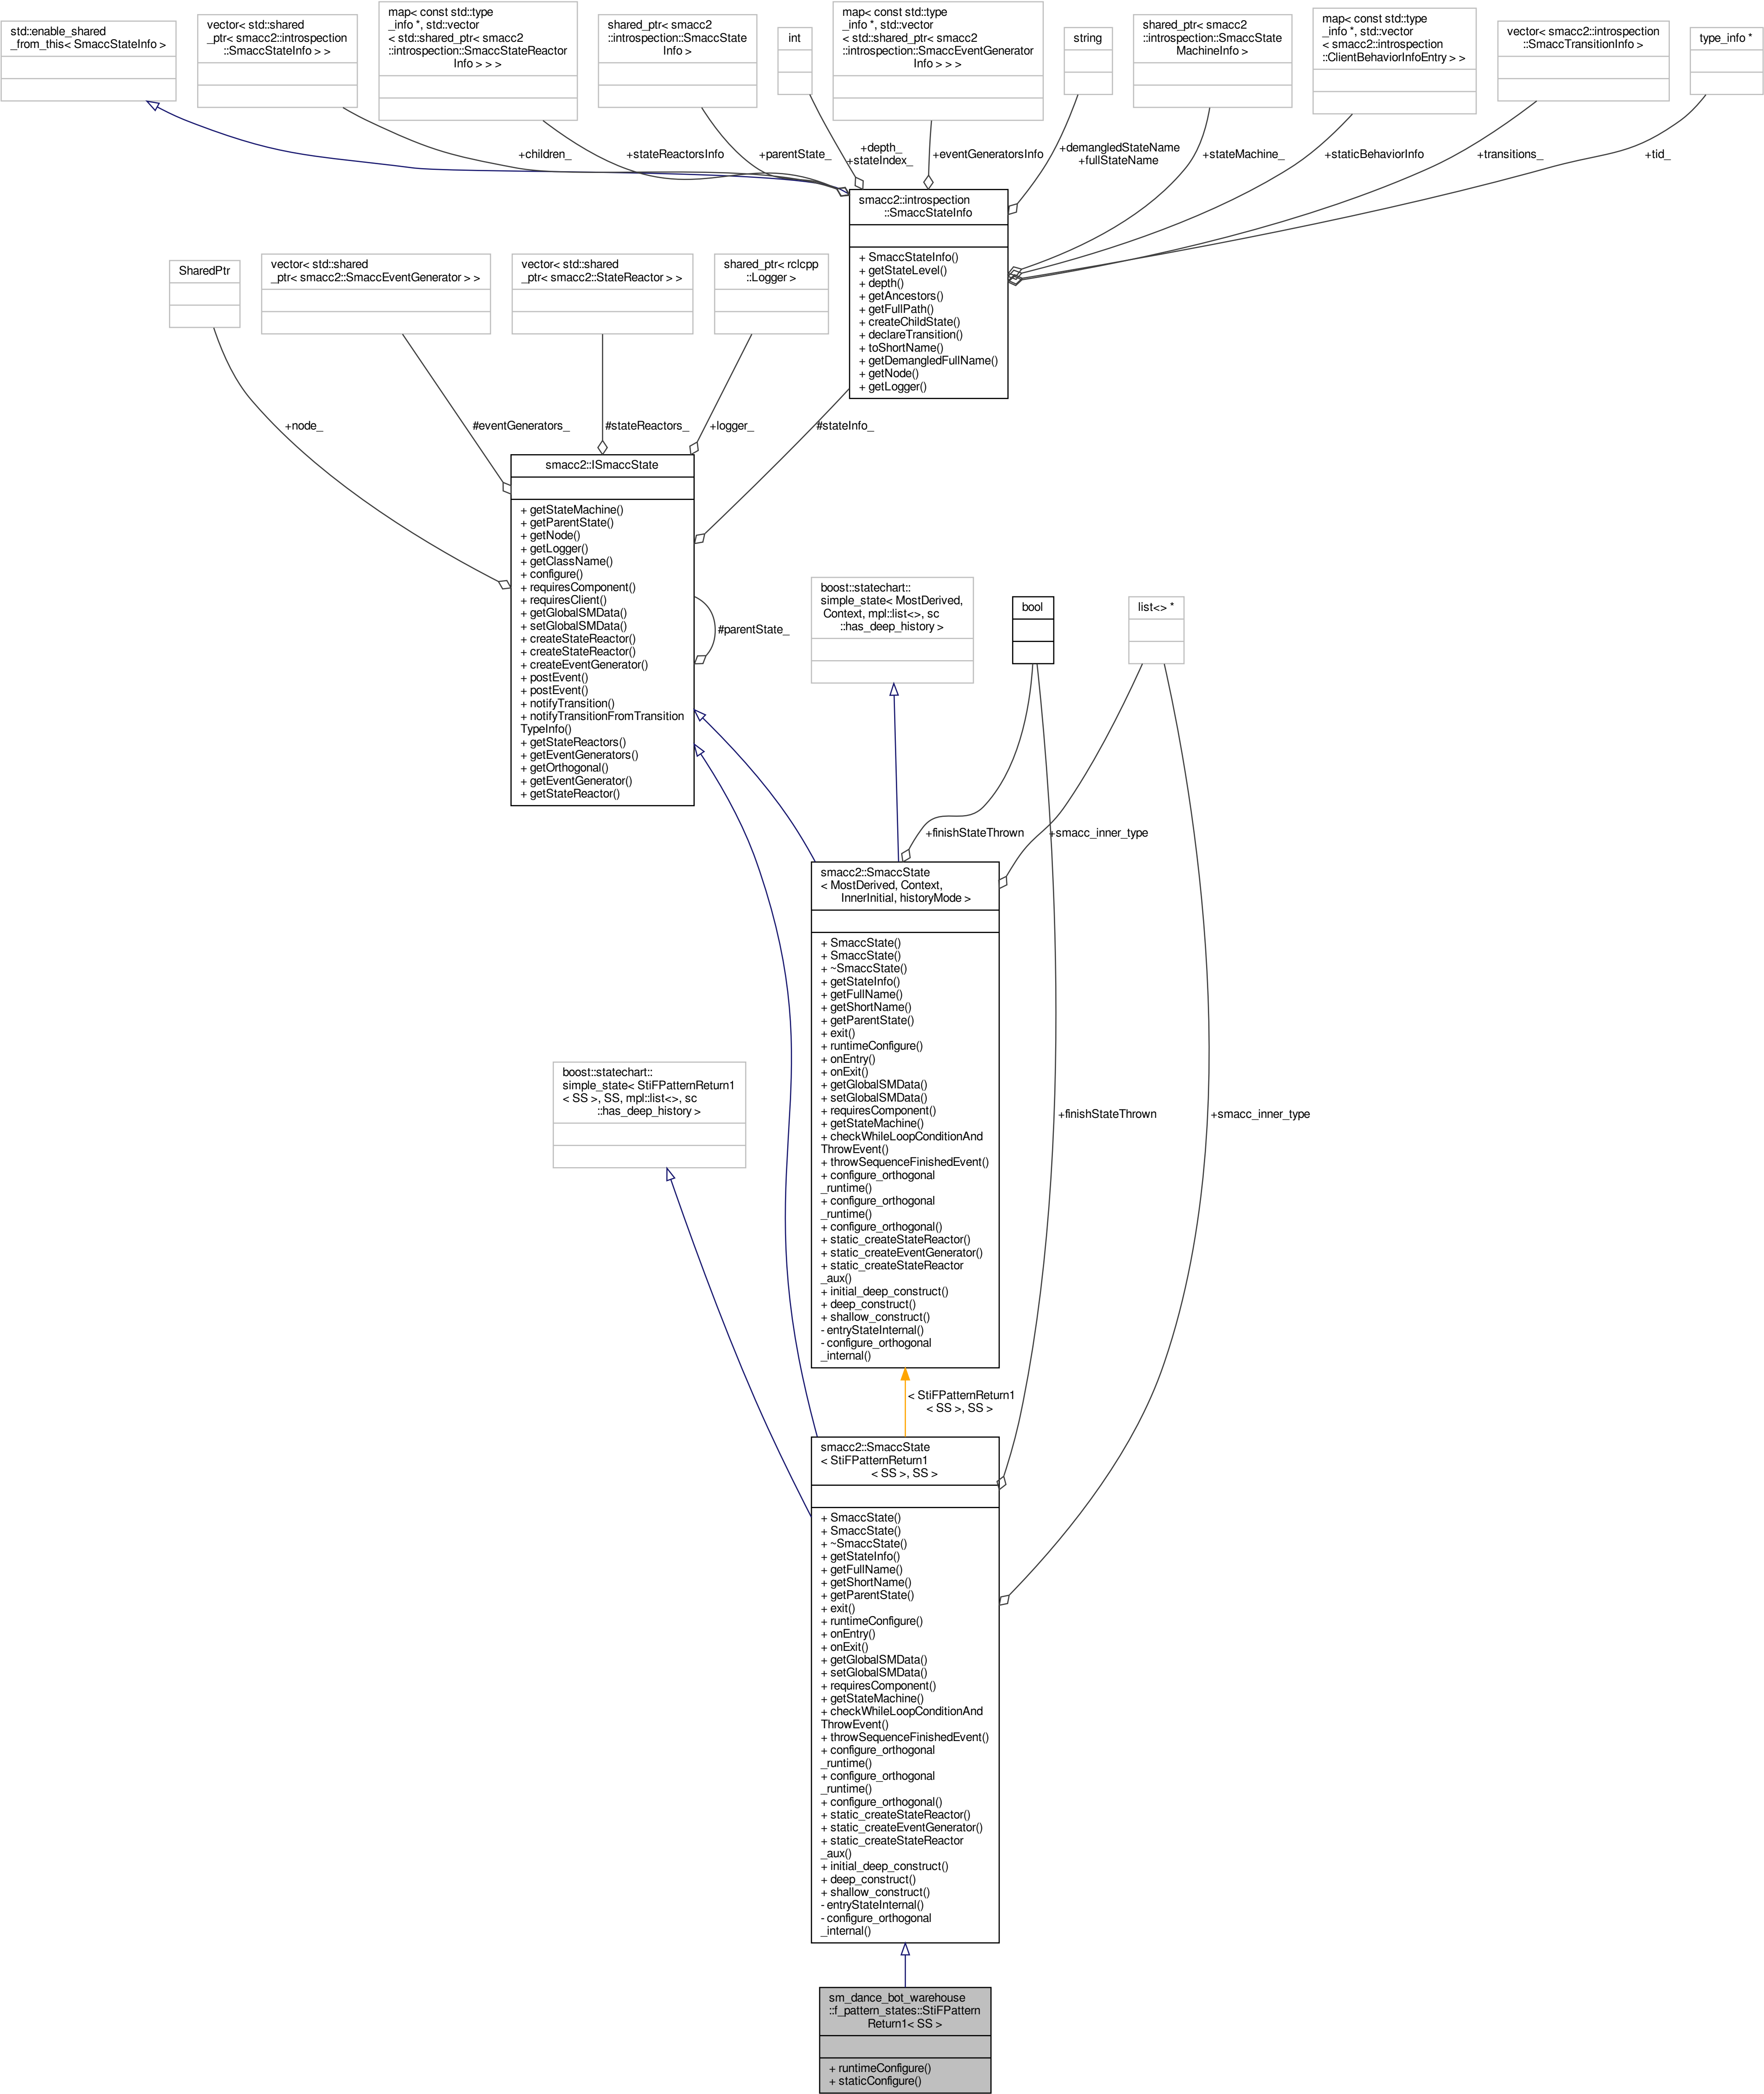 std::enable_shared
_from_this< SmaccStateInfo >
vector< std::shared
_ptr< smacc2::introspection
::SmaccStateInfo > >
map< const std::type
_info *, std::vector
< std::shared_ptr< smacc2
::introspection::SmaccStateReactor
Info > > >
shared_ptr< smacc2
::introspection::SmaccState
Info >
int
map< const std::type
_info *, std::vector
< std::shared_ptr< smacc2
::introspection::SmaccEventGenerator
Info > > >
string
shared_ptr< smacc2
::introspection::SmaccState
MachineInfo >
map< const std::type
_info *, std::vector
< smacc2::introspection
::ClientBehaviorInfoEntry > >
vector< smacc2::introspection
::SmaccTransitionInfo >
type_info *
+children_
+stateReactorsInfo
+parentState_
+depth_
+stateIndex_
+eventGeneratorsInfo
+demangledStateName
+fullStateName
+stateMachine_
+staticBehaviorInfo
+transitions_
+tid_
smacc2::introspection
::SmaccStateInfo
+ SmaccStateInfo()
+ getStateLevel()
+ depth()
+ getAncestors()
+ getFullPath()
+ createChildState()
+ declareTransition()
+ toShortName()
+ getDemangledFullName()
+ getNode()
+ getLogger()
SharedPtr
vector< std::shared
_ptr< smacc2::SmaccEventGenerator > >
vector< std::shared
_ptr< smacc2::StateReactor > >
shared_ptr< rclcpp
::Logger >
+node_
#eventGenerators_
#stateReactors_
+logger_
#stateInfo_
smacc2::ISmaccState
+ getStateMachine()
+ getParentState()
+ getNode()
+ getLogger()
+ getClassName()
+ configure()
+ requiresComponent()
+ requiresClient()
+ getGlobalSMData()
+ setGlobalSMData()
+ createStateReactor()
+ createStateReactor()
+ createEventGenerator()
+ postEvent()
+ postEvent()
+ notifyTransition()
+ notifyTransitionFromTransition
TypeInfo()
+ getStateReactors()
+ getEventGenerators()
+ getOrthogonal()
+ getEventGenerator()
+ getStateReactor()
#parentState_
boost::statechart::
simple_state< MostDerived,
Context, mpl::list<>, sc
::has_deep_history >
bool
list<> *
+finishStateThrown
+smacc_inner_type
smacc2::SmaccState
< MostDerived, Context,
InnerInitial, historyMode >
+ SmaccState()
+ SmaccState()
+ ~SmaccState()
+ getStateInfo()
+ getFullName()
+ getShortName()
+ getParentState()
+ exit()
+ runtimeConfigure()
+ onEntry()
+ onExit()
+ getGlobalSMData()
+ setGlobalSMData()
+ requiresComponent()
+ getStateMachine()
+ checkWhileLoopConditionAnd
ThrowEvent()
+ throwSequenceFinishedEvent()
+ configure_orthogonal
_runtime()
+ configure_orthogonal
_runtime()
+ configure_orthogonal()
+ static_createStateReactor()
+ static_createEventGenerator()
+ static_createStateReactor
_aux()
+ initial_deep_construct()
+ deep_construct()
+ shallow_construct()
- entryStateInternal()
- configure_orthogonal
_internal()
boost::statechart::
simple_state< StiFPatternReturn1
< SS >, SS, mpl::list<>, sc
::has_deep_history >
+finishStateThrown
+smacc_inner_type
< StiFPatternReturn1
< SS >, SS >
smacc2::SmaccState
< StiFPatternReturn1
< SS >, SS >
+ SmaccState()
+ SmaccState()
+ ~SmaccState()
+ getStateInfo()
+ getFullName()
+ getShortName()
+ getParentState()
+ exit()
+ runtimeConfigure()
+ onEntry()
+ onExit()
+ getGlobalSMData()
+ setGlobalSMData()
+ requiresComponent()
+ getStateMachine()
+ checkWhileLoopConditionAnd
ThrowEvent()
+ throwSequenceFinishedEvent()
+ configure_orthogonal
_runtime()
+ configure_orthogonal
_runtime()
+ configure_orthogonal()
+ static_createStateReactor()
+ static_createEventGenerator()
+ static_createStateReactor
_aux()
+ initial_deep_construct()
+ deep_construct()
+ shallow_construct()
- entryStateInternal()
- configure_orthogonal
_internal()
sm_dance_bot_warehouse
::f_pattern_states::StiFPattern
Return1< SS >
+ runtimeConfigure()
+ staticConfigure()